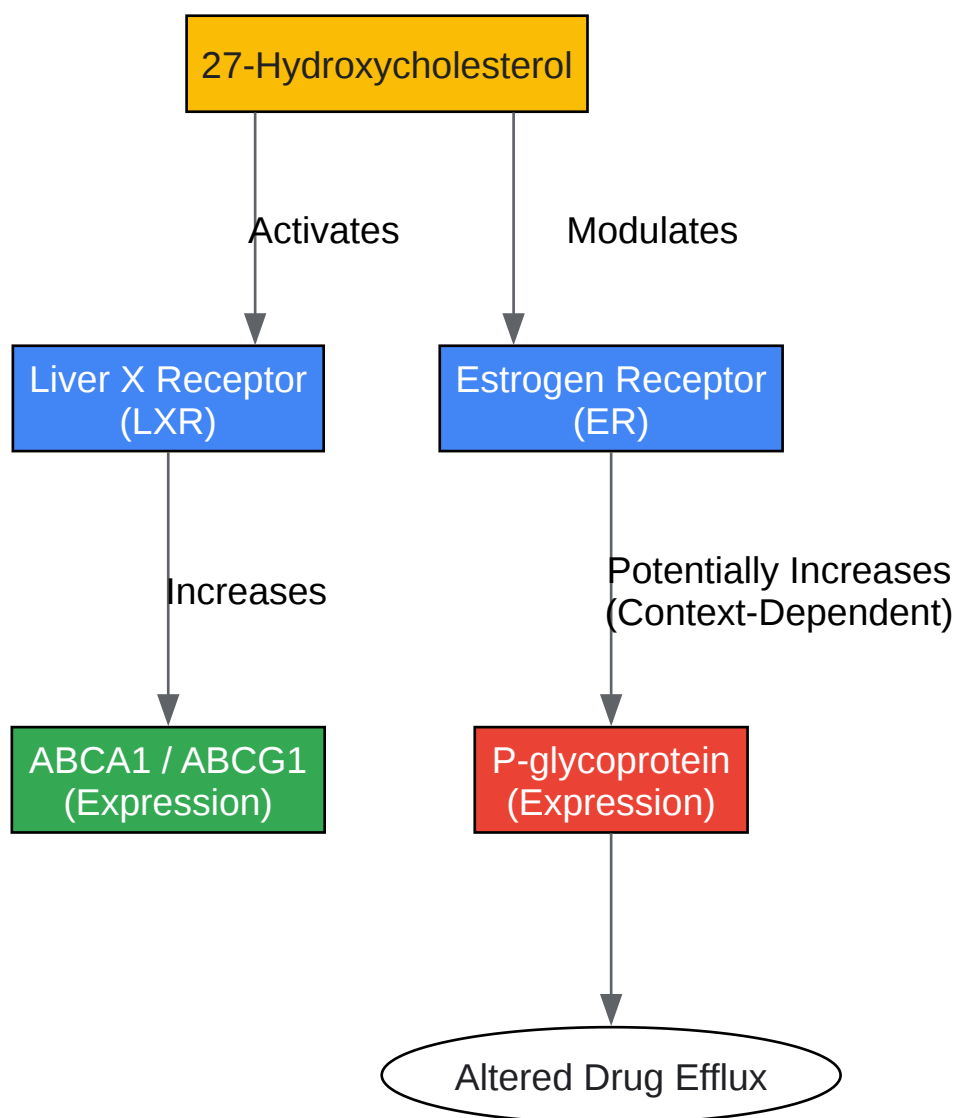 27-Hydroxycholesterol
Activates
Modulates
Liver X Receptor
(LXR)
Estrogen Receptor
(ER)
Increases
Potentially Increases
(Context-Dependent)
ABCA1 / ABCG1
(Expression)
P-glycoprotein
(Expression)
Altered Drug Efflux